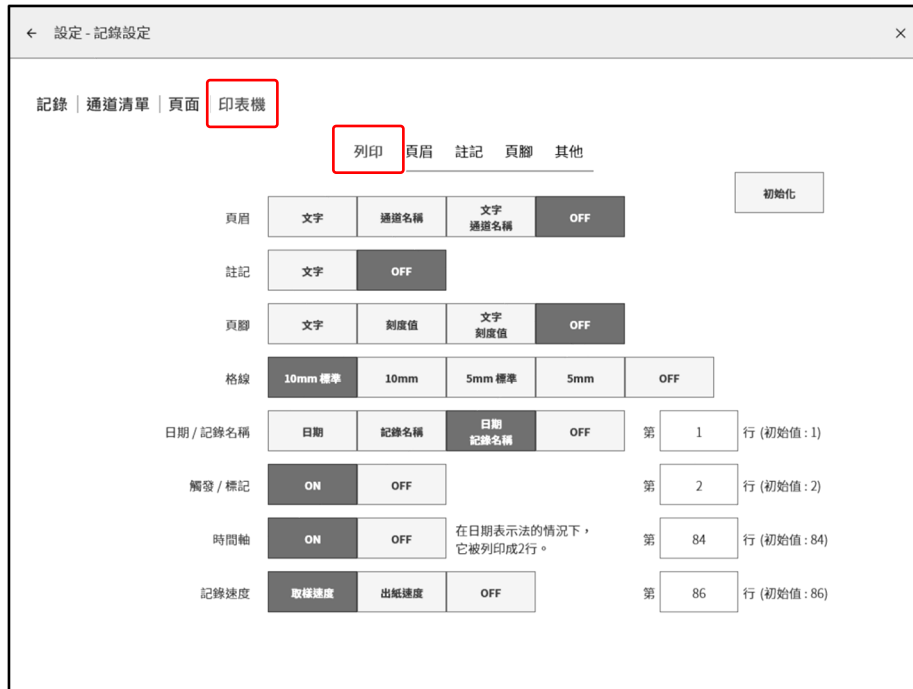 ← 設定 - 記錄設定 ×
記錄 | 通道清單 | 頁面 | 印表機
列印 頁眉 註記 頁腳 其他
初始化
頁眉 文字 通道名稱 文字 通道名稱 OFF
註記 文字 OFF
頁腳 文字 刻度值 文字 刻度值 OFF
格線 10mm 標準 10mm 5mm 標準 5mm OFF
日期 / 記錄名稱 日期 記錄名稱 日期 記錄名稱 OFF 第 1 行 (初始值 : 1)
觸發 / 標記 ON OFF 第 2 行 (初始值 : 2)
時間軸 ON OFF 在日期表示法的情況下，
它被列印成2行。 第 84 行 (初始值 : 84)
記錄速度 取樣速度 出紙速度 OFF 第 86 行 (初始值 : 86)